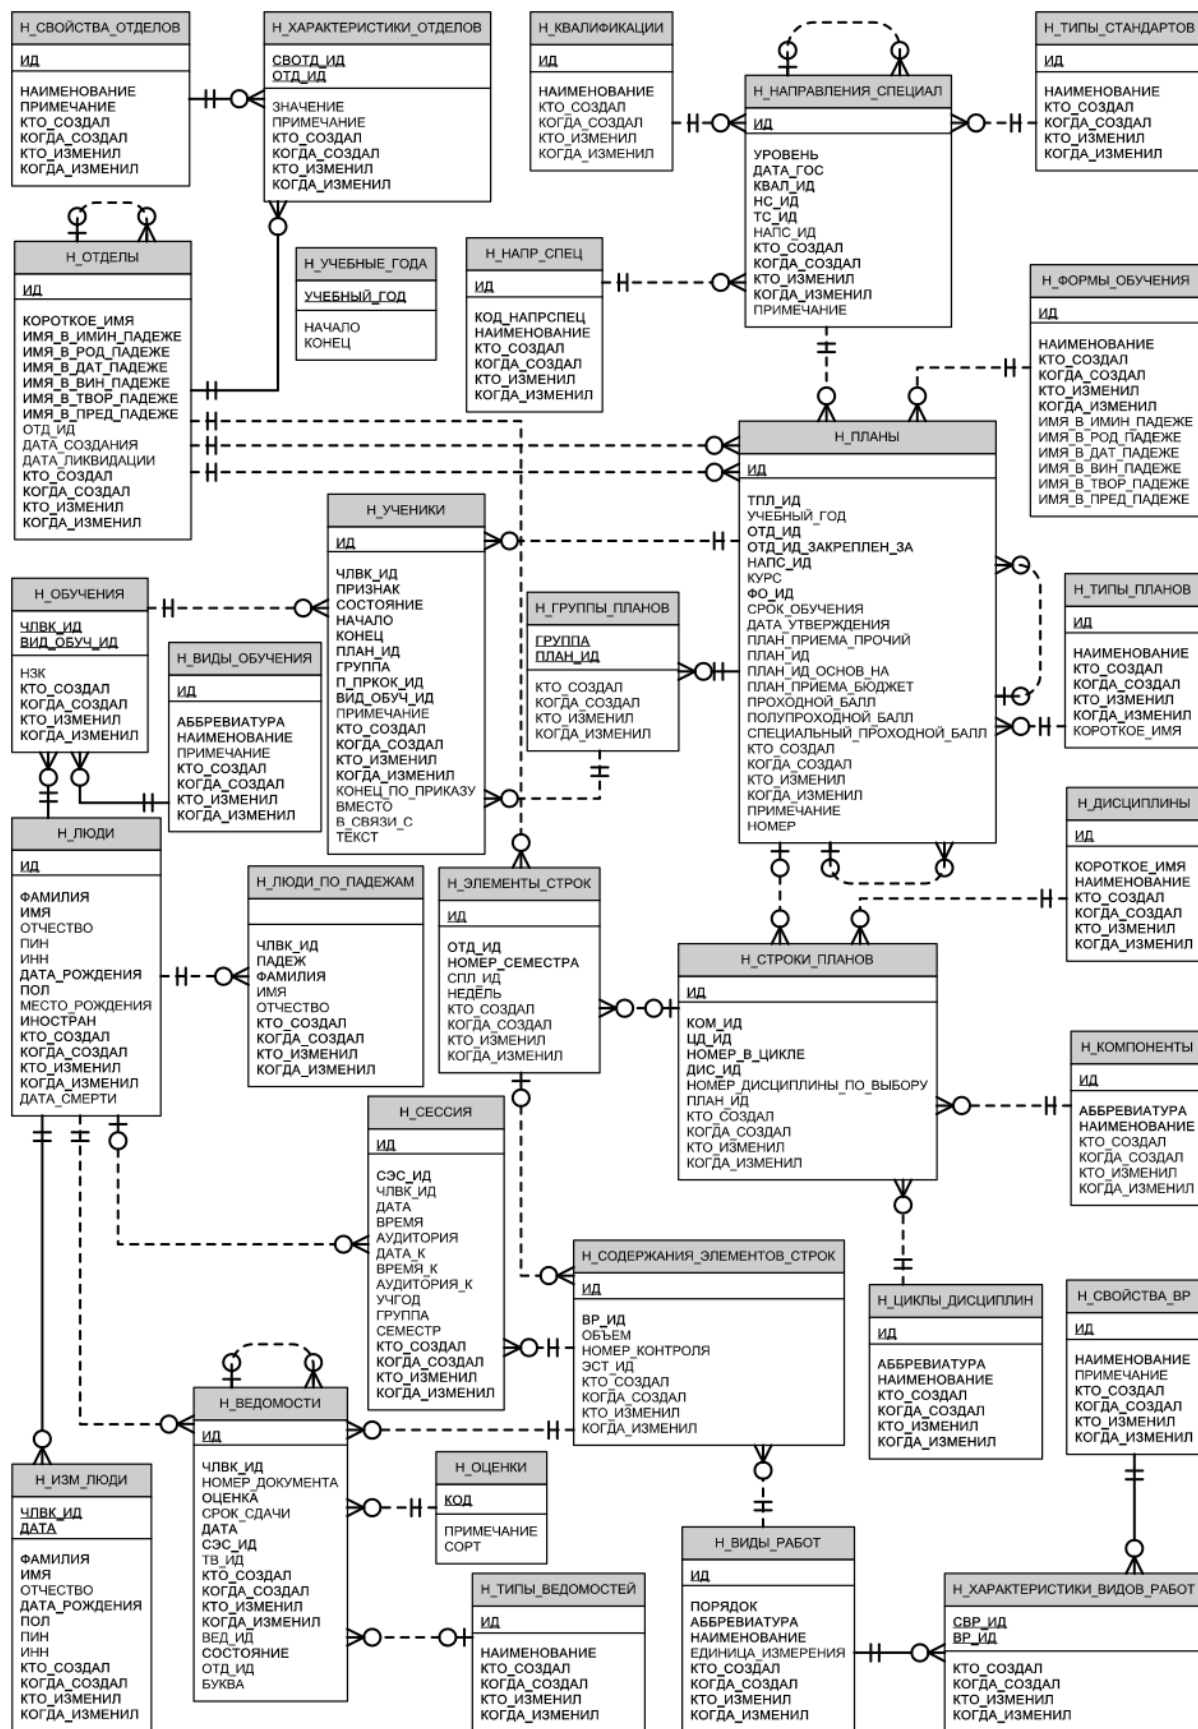 Н_СВОЙСТВА_ОТДЕЛОВ
ИД
НАИМЕНОВАНИЕ
ПРИМЕЧАНИЕ
КТО_СОЗДАЛ
КОГДА_СОЗДАЛ
КТО_ИЗМЕНИЛ
КОГДА_ИЗМЕНИЛ
Н_ХАРАКТЕРИСТИКИ_ОТДЕЛОВ
СВОТД_ИД
ОТД_ИД
ЗНАЧЕНИЕ
ПРИМЕЧАНИЕ
КТО_СОЗДАЛ
КОГДА_СОЗДАЛ
КТО_ИЗМЕНИЛ
КОГДА_ИЗМЕНИЛ
Н_КВАЛИФИКАЦИИ
ИД
НАИМЕНОВАНИЕ
КТО_СОЗДАЛ
КОГДА_СОЗДАЛ
КТО_ИЗМЕНИЛ
КОГДА_ИЗМЕНИЛ
Н_НАПРАВЛЕНИЯ_СПЕЦИАЛ
ИД
УРОВЕНЬ
ДАТА_ГОС
КВАЛ_ИД
НС_ИД
ТС_ИД
НАПС_ИД
КТО_СОЗДАЛ
КОГДА_СОЗДАЛ
КТО_ИЗМЕНИЛ
КОГДА_ИЗМЕНИЛ
ПРИМЕЧАНИЕ
Н_ТИПЫ_СТАНДАРТОВ
ИД
НАИМЕНОВАНИЕ
КТО_СОЗДАЛ
КОГДА_СОЗДАЛ
КТО_ИЗМЕНИЛ
КОГДА_ИЗМЕНИЛ
Н_ОТДЕЛЫ
ИД
КОРОТКОЕ_ИМЯ
ИМЯ_В_ИМИН_ПАДЕЖЕ
ИМЯ_В_РОД_ПАДЕЖЕ
ИМЯ_В_ДАТ_ПАДЕЖЕ
ИМЯ_В_ВИН_ПАДЕЖЕ
ИМЯ_В_ТВОР_ПАДЕЖЕ
ИМЯ_В_ПРЕД_ПАДЕЖЕ
ОТД_ИД
ДАТА_СОЗДАНИЯ
ДАТА_ЛИКВИДАЦИИ
КТО_СОЗДАЛ
КОГДА_СОЗДАЛ
КТО_ИЗМЕНИЛ
КОГДА_ИЗМЕНИЛ
Н_УЧЕБНЫЕ_ГОДА
УЧЕБНЫЙ_ГОД
НАЧАЛО
КОНЕЦ
Н_НАПР_СПЕЦ
ИД
КОД_НАПРСПЕЦ
НАИМЕНОВАНИЕ
КТО_СОЗДАЛ
КОГДА_СОЗДАЛ
КТО_ИЗМЕНИЛ
КОГДА_ИЗМЕНИЛ
Н_ФОРМЫ_ОБУЧЕНИЯ
ИД
НАИМЕНОВАНИЕ
КТО_СОЗДАЛ
КОГДА_СОЗДАЛ
КТО_ИЗМЕНИЛ
КОГДА_ИЗМЕНИЛ
ИМЯ_В_ИМИН_ПАДЕЖЕ
ИМЯ_В_РОД_ПАДЕЖЕ
ИМЯ_В_ДАТ_ПАДЕЖЕ
ИМЯ_В_ВИН_ПАДЕЖЕ
ИМЯ_В_ТВОР_ПАДЕЖЕ
ИМЯ_В_ПРЕД_ПАДЕЖЕ
Н_ПЛАНЫ
ИД
ТПЛ_ИД
УЧЕБНЫЙ_ГОД
ОТД_ИД
ОТД_ИД_ЗАКРЕПЛЕН_ЗА
НАПС_ИД
КУРС
ФО_ИД
СРОК_ОБУЧЕНИЯ
ДАТА_УТВЕРЖДЕНИЯ
ПЛАН_ПРИЕМА_ПРОЧИЙ
ПЛАН_ИД
ПЛАН_ИД_ОСНОВ_НА
ПЛАН_ПРИЕМА_БЮДЖЕТ
ПРОХОДНОЙ_БАЛЛ
ПОЛУПРОХОДНОЙ_БАЛЛ
СПЕЦИАЛЬНЫЙ_ПРОХОДНОЙ_БАЛЛ
КТО_СОЗДАЛ
КОГДА_СОЗДАЛ
КТО_ИЗМЕНИЛ
КОГДА_ИЗМЕНИЛ
ПРИМЕЧАНИЕ
НОМЕР
Н_УЧЕНИКИ
ИД
ЧЛВК_ИД
ПРИЗНАК
СОСТОЯНИЕ
НАЧАЛО
КОНЕЦ
ПЛАН_ИД
ГРУППА
П_ПРКОК_ИД
ВИД_ОБУЧ_ИД
ПРИМЕЧАНИЕ
КТО_СОЗДАЛ
КОГДА_СОЗДАЛ
КТО_ИЗМЕНИЛ
КОГДА_ИЗМЕНИЛ
КОНЕЦ_ПО_ПРИКАЗУ
ВМЕСТО
В_СВЯЗИ_С
ТЕКСТ
Н_ОБУЧЕНИЯ
ЧЛВК_ИД
ВИД_ОБУЧ_ИД
НЗК
КТО_СОЗДАЛ
КОГДА_СОЗДАЛ
КТО_ИЗМЕНИЛ
КОГДА_ИЗМЕНИЛ
Н_ВИДЫ_ОБУЧЕНИЯ
ИД
АББРЕВИАТУРА
НАИМЕНОВАНИЕ
ПРИМЕЧАНИЕ
КТО_СОЗДАЛ
КОГДА_СОЗДАЛ
КТО_ИЗМЕНИЛ
КОГДА_ИЗМЕНИЛ
Н_ГРУППЫ_ПЛАНОВ
ГРУППА
ПЛАН_ИД
КТО_СОЗДАЛ
КОГДА_СОЗДАЛ
КТО_ИЗМЕНИЛ
КОГДА_ИЗМЕНИЛ
Н_ТИПЫ_ПЛАНОВ
ИД
НАИМЕНОВАНИЕ
КТО_СОЗДАЛ
КОГДА_СОЗДАЛ
КТО_ИЗМЕНИЛ
КОГДА_ИЗМЕНИЛ
КОРОТКОЕ_ИМЯ
Н_ДИСЦИПЛИНЫ
ИД
КОРОТКОЕ_ИМЯ
НАИМЕНОВАНИЕ
КТО_СОЗДАЛ
КОГДА_СОЗДАЛ
КТО_ИЗМЕНИЛ
КОГДА_ИЗМЕНИЛ
Н_ЛЮДИ
ИД
ФАМИЛИЯ
ИМЯ
ОТЧЕСТВО
ПИН
ИНН
ДАТА_РОЖДЕНИЯ
ПОЛ
МЕСТО_РОЖДЕНИЯ
ИНОСТРАН
КТО_СОЗДАЛ
КОГДА_СОЗДАЛ
КТО_ИЗМЕНИЛ
КОГДА_ИЗМЕНИЛ
ДАТА_СМЕРТИ
Н_ЛЮДИ_ПО_ПАДЕЖАМ
ЧЛВК_ИД
ПАДЕЖ
ФАМИЛИЯ
ИМЯ
ОТЧЕСТВО
КТО_СОЗДАЛ
КОГДА_СОЗДАЛ
КТО_ИЗМЕНИЛ
КОГДА_ИЗМЕНИЛ
Н_ЭЛЕМЕНТЫ_СТРОК
ИД
ОТД_ИД
НОМЕР_СЕМЕСТРА
СПЛ_ИД
НЕДЕЛЬ
КТО_СОЗДАЛ
КОГДА_СОЗДАЛ
КТО_ИЗМЕНИЛ
КОГДА_ИЗМЕНИЛ
Н_СТРОКИ_ПЛАНОВ
ИД
КОМ_ИД
ЦД_ИД
НОМЕР_В_ЦИКЛЕ
ДИС_ИД
НОМЕР_ДИСЦИПЛИНЫ_ПО_ВЫБОРУ
ПЛАН_ИД
КТО_СОЗДАЛ
КОГДА_СОЗДАЛ
КТО_ИЗМЕНИЛ
КОГДА_ИЗМЕНИЛ
Н_КОМПОНЕНТЫ
ИД
АББРЕВИАТУРА
НАИМЕНОВАНИЕ
КТО_СОЗДАЛ
КОГДА_СОЗДАЛ
КТО_ИЗМЕНИЛ
КОГДА_ИЗМЕНИЛ
Н_СЕССИЯ
ИД
СЭС_ИД
ЧЛВК_ИД
ДАТА
ВРЕМЯ
АУДИТОРИЯ
ДАТА_К
ВРЕМЯ_К
АУДИТОРИЯ_К
УЧГОД
ГРУППА
СЕМЕСТР
КТО_СОЗДАЛ
КОГДА_СОЗДАЛ
КТО_ИЗМЕНИЛ
КОГДА_ИЗМЕНИЛ
Н_СОДЕРЖАНИЯ_ЭЛЕМЕНТОВ_СТРОК
ИД
ВР_ИД
ОБЪЕМ
НОМЕР_КОНТРОЛЯ
ЭСТ_ИД
КТО_СОЗДАЛ
КОГДА_СОЗДАЛ
КТО_ИЗМЕНИЛ
КОГДА_ИЗМЕНИЛ
Н_ЦИКЛЫ_ДИСЦИПЛИН
ИД
АББРЕВИАТУРА
НАИМЕНОВАНИЕ
КТО_СОЗДАЛ
КОГДА_СОЗДАЛ
КТО_ИЗМЕНИЛ
КОГДА_ИЗМЕНИЛ
Н_СВОЙСТВА_ВР
ИД
НАИМЕНОВАНИЕ
ПРИМЕЧАНИЕ
КТО_СОЗДАЛ
КОГДА_СОЗДАЛ
КТО_ИЗМЕНИЛ
КОГДА_ИЗМЕНИЛ
Н_ВЕДОМОСТИ
ИД
ЧЛВК_ИД
НОМЕР_ДОКУМЕНТА
ОЦЕНКА
СРОК_СДАЧИ
ДАТА
СЭС_ИД
ТВ_ИД
КТО_СОЗДАЛ
КОГДА_СОЗДАЛ
КТО_ИЗМЕНИЛ
КОГДА_ИЗМЕНИЛ
ВЕД_ИД
СОСТОЯНИЕ
ОТД_ИД
БУКВА
Н_ИЗМ_ЛЮДИ
ЧЛВК_ИД
ДАТА
ФАМИЛИЯ
ИМЯ
ОТЧЕСТВО
ДАТА_РОЖДЕНИЯ
ПОЛ
ПИН
ИНН
КТО_СОЗДАЛ
КОГДА_СОЗДАЛ
КТО_ИЗМЕНИЛ
КОГДА_ИЗМЕНИЛ
Н_ОЦЕНКИ
КОД
ПРИМЕЧАНИЕ
СОРТ
Н_ТИПЫ_ВЕДОМОСТЕЙ
ИД
НАИМЕНОВАНИЕ
КТО_СОЗДАЛ
КОГДА_СОЗДАЛ
КТО_ИЗМЕНИЛ
КОГДА_ИЗМЕНИЛ
Н_ВИДЫ_РАБОТ
ИД
ПОРЯДОК
АББРЕВИАТУРА
НАИМЕНОВАНИЕ
ЕДИНИЦА_ИЗМЕРЕНИЯ
КТО_СОЗДАЛ
КОГДА_СОЗДАЛ
КТО_ИЗМЕНИЛ
КОГДА_ИЗМЕНИЛ
Н_ХАРАКТЕРИСТИКИ_ВИДОВ_РАБОТ
СВР_ИД
ВР_ИД
КТО_СОЗДАЛ
КОГДА_СОЗДАЛ
КТО_ИЗМЕНИЛ
КОГДА_ИЗМЕНИЛ